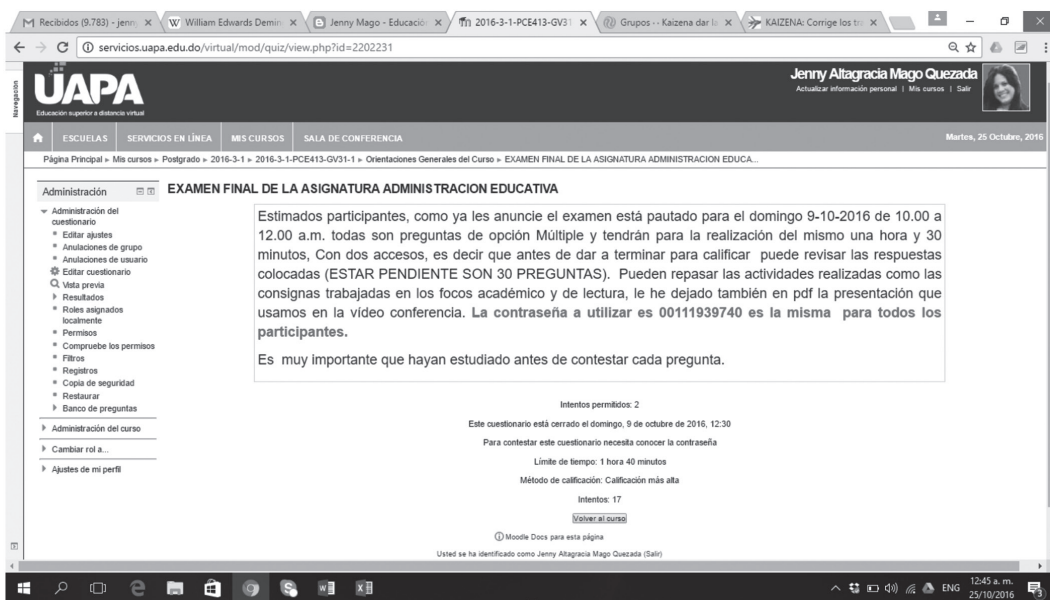 Recibidos (9.783) - jenn
William Edwards Demin
Jenny Mago - Educació
2016-3-1-PCE413-GV31
Grupos -- Kaizena dar l
KAIZENA: Corrige los tr
servicios.uapa.edu.do/virtual/mod/quiz/view.php?id=2202231
Navegación
UAPA
Educación superior a distancia virtual
Jenny Altagracia Mago Quezada
Actualizar información personal | Mis cursos | Salir
ESCUELAS
SERVICIOS EN LÍNEA
MIS CURSOS
SALA DE CONFERENCIA
Martes, 25 Octubre, 2016
Página Principal ▸ Mis cursos ▸ Postgrado ▸ 2016-3-1 ▸ 2016-3-1-PCE413-GV31-1 ▸ Orientaciones Generales del Curso ▸ EXAMEN FINAL DE LA ASIGNATURA ADMINISTRACION EDUCA...
Administración
Administración del
cuestionario
Editar ajustes
Anulaciones de grupo
Anulaciones de usuario
Editar cuestionario
Vista previa
Resultados
Roles asignados
localmente
Permisos
Compruebe los permisos
Filtros
Registros
Copia de seguridad
Restaurar
Banco de preguntas
Administración del curso
Cambiar rol a...
Ajustes de mi perfil
EXAMEN FINAL DE LA ASIGNATURA ADMINISTRACION EDUCATIVA
Estimados participantes, como ya les anuncie el examen está pautado para el domingo 9-10-2016 de 10.00 a
12.00 a.m. todas son preguntas de opción Múltiple y tendrán para la realización del mismo una hora y 30
minutos, Con dos accesos, es decir que antes de dar a terminar para calificar puede revisar las respuestas
colocadas (ESTAR PENDIENTE SON 30 PREGUNTAS). Pueden repasar las actividades realizadas como las
consignas trabajadas en los focos académico y de lectura, le he dejado también en pdf la presentación que
usamos en la vídeo conferencia. La contraseña a utilizar es 00111939740 es la misma para todos los
participantes.
Es muy importante que hayan estudiado antes de contestar cada pregunta.
Intentos permitidos: 2
Este cuestionario está cerrado el domingo, 9 de octubre de 2016, 12:30
Para contestar este cuestionario necesita conocer la contraseña
Límite de tiempo: 1 hora 40 minutos
Método de calificación: Calificación más alta
Intentos: 17
Volver al curso
Moodle Docs para esta página
Usted se ha identificado como Jenny Altagracia Mago Quezada (Salir)
ENG
12:45 a. m.
25/10/2016
3